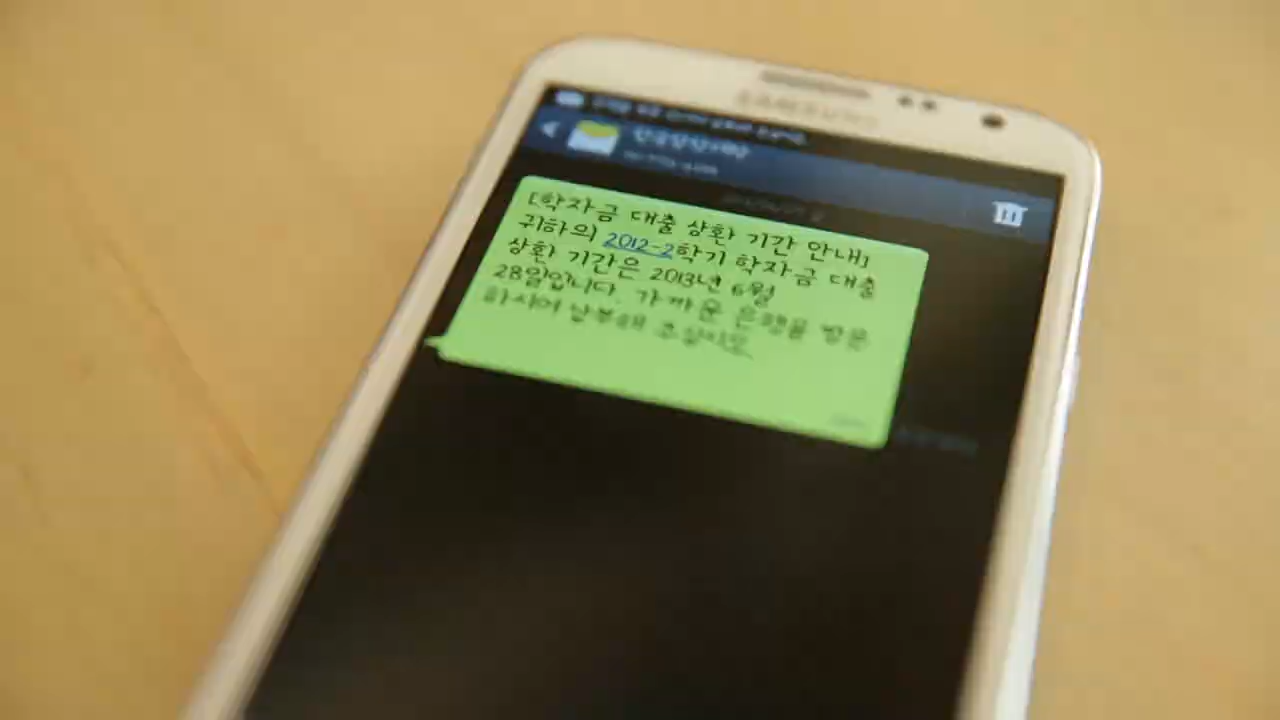 SAMSUNG
[학자금 대출 상환 기간 안내]
귀하의 2012-2학기 학자금 대출
상환 기간은 2013년 6월
28일입니다. 가까운 은행을 방문
하시어 납부해 주십시오.